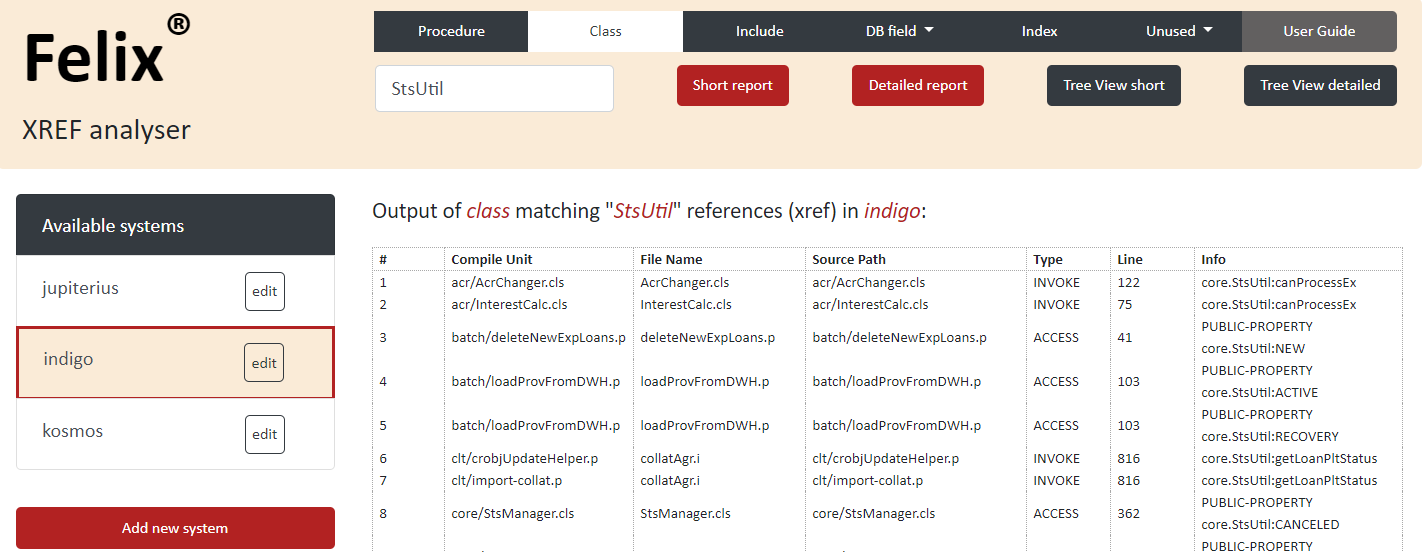 Felix®
XREF analyser
Procedure Class Include DB field Index Unused User Guide
StsUtil Short report Detailed report Tree View short Tree View detailed
Available systems
jupiterius edit
indigo edit
kosmos edit
Add new system
Output of class matching "StsUtil" references (xref) in indigo:
# Compile Unit File Name Source Path Type Line Info
1 acr/AcrChanger.cls AcrChanger.cls acr/AcrChanger.cls INVOKE 122 core.StsUtil:canProcessEx
2 acr/InterestCalc.cls InterestCalc.cls acr/InterestCalc.cls INVOKE 75 core.StsUtil:canProcessEx
3 batch/deleteNewExpLoans.p deleteNewExpLoans.p batch/deleteNewExpLoans.p ACCESS 41 PUBLIC-PROPERTY
core.StsUtil:NEW
4 batch/loadProvFromDWH.p loadProvFromDWH.p batch/loadProvFromDWH.p ACCESS 103 PUBLIC-PROPERTY
core.StsUtil:ACTIVE
5 batch/loadProvFromDWH.p loadProvFromDWH.p batch/loadProvFromDWH.p ACCESS 103 PUBLIC-PROPERTY
core.StsUtil:RECOVERY
6 clt/crobjUpdateHelper.p collatAgr.i clt/crobjUpdateHelper.p INVOKE 816 core.StsUtil:getLoanPltStatus
7 clt/import-collat.p collatAgr.i clt/import-collat.p INVOKE 816 core.StsUtil:getLoanPltStatus
8 core/StsManager.cls StsManager.cls core/StsManager.cls ACCESS 362 PUBLIC-PROPERTY
core.StsUtil:CANCELED
PUBLIC-PROPERTY